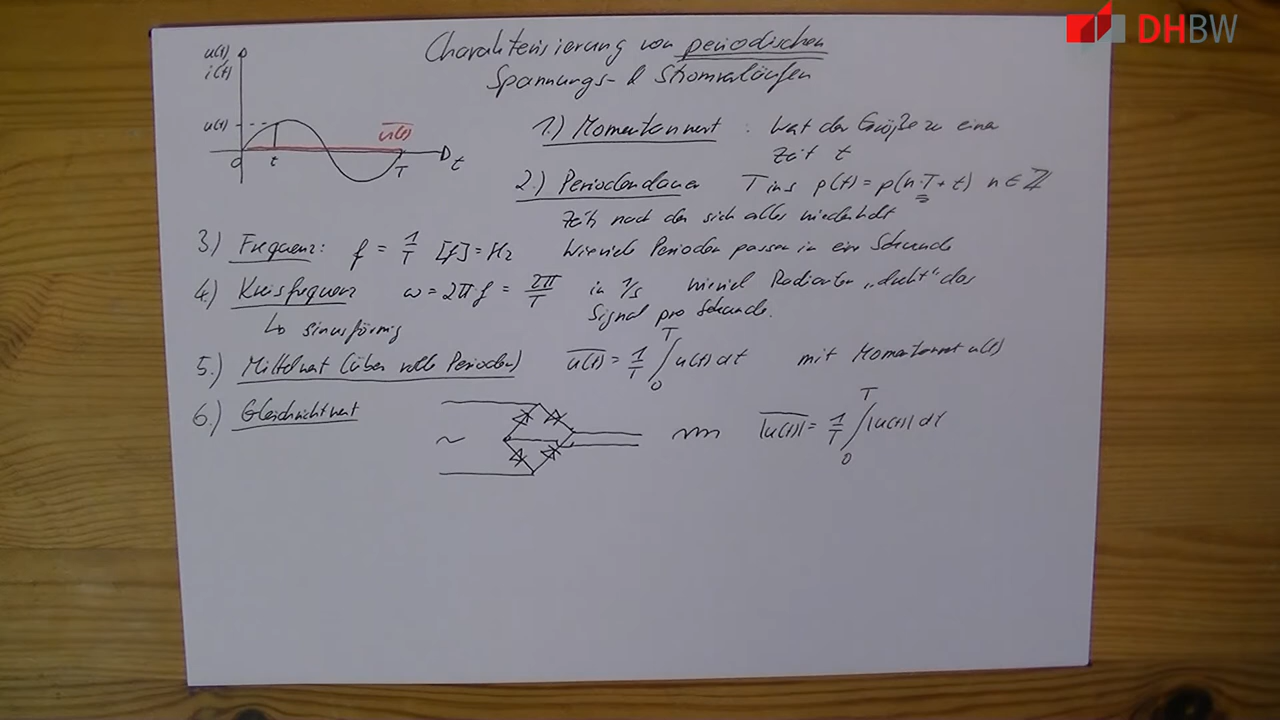 DHBW
Charakterisierung von periodischen
Spannungs- & Stromverläufen
u(t)
i(t)
u(t)
0 t T t
u(t)
1.) Momentanwert : Wert der Größe zu einer
Zeit t
2.) Periodendauer T in s p(t) = p(n·T + t) n ∈ ℤ
Zeit nach der sich alles wiederholt
3.) Frequenz: f = 1/T [f] = Hz Wieviele Perioden passen in eine Sekunde
4.) Kreisfrequenz ω = 2π f = 2π/T in 1/s wieviel Radianten „dreht“ das
Signal pro Sekunde.
↳ sinusförmig
5.) Mittelwert (über volle Perioden) \overline{u(t)} = 1/T ∫₀ᵀ u(t) dt mit Momentanwert u(t)
6.) Gleichrichtwert ~ \overline{|u(t)|} = 1/T ∫₀ᵀ |u(t)| dt